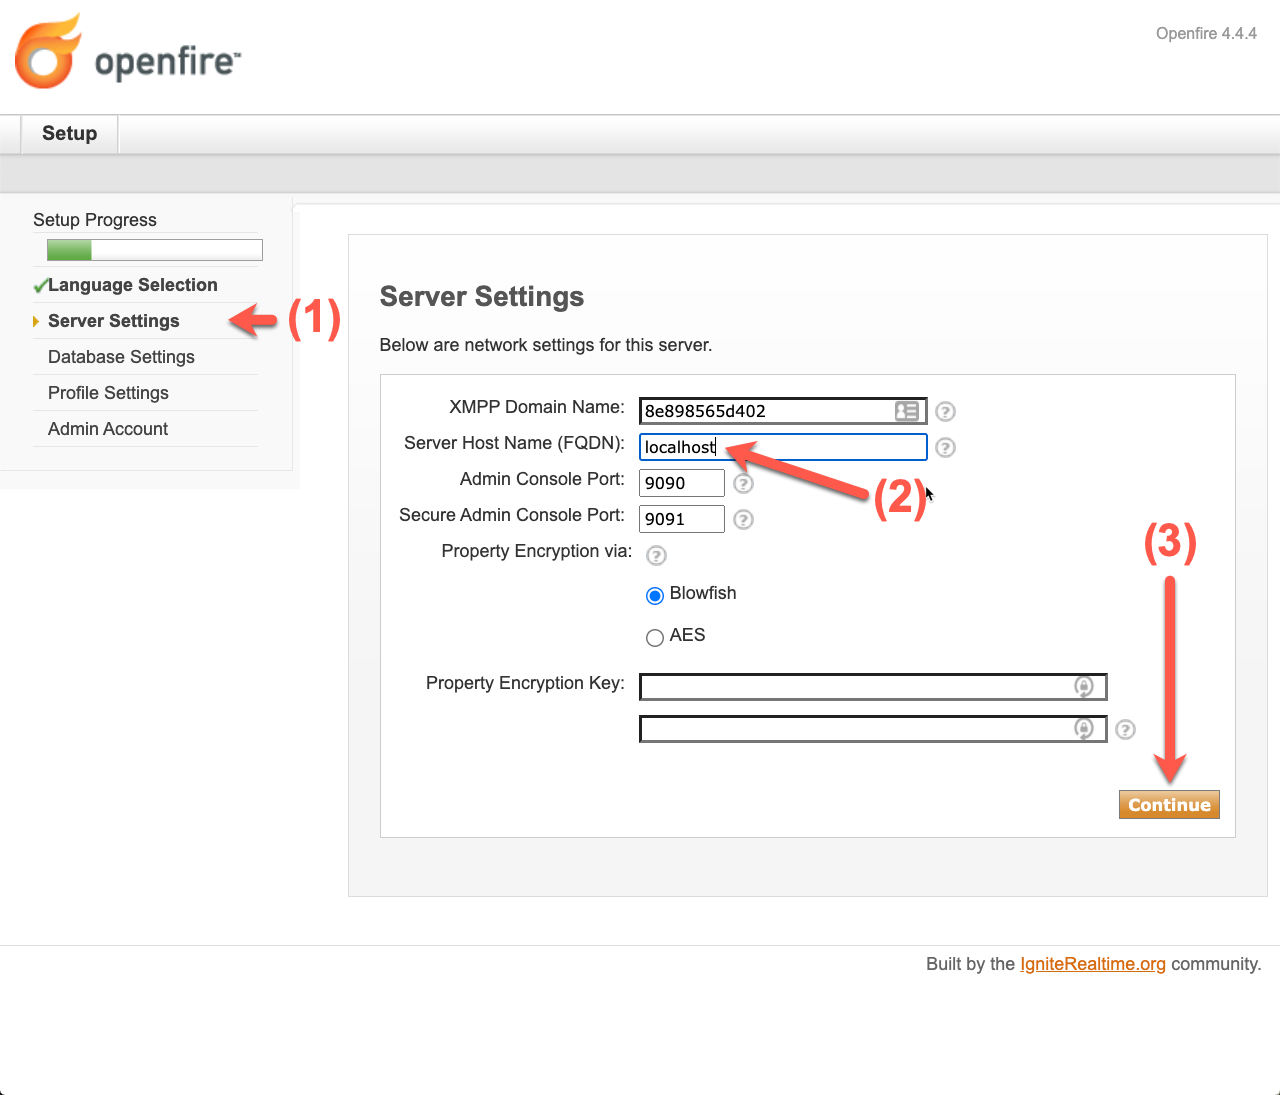 openfire™
Openfire 4.4.4
Setup
Setup Progress
Language Selection
Server Settings
(1)
Database Settings
Profile Settings
Admin Account
Server Settings
Below are network settings for this server.
XMPP Domain Name: 8e898565d402 ?
Server Host Name (FQDN): localhost ?
Admin Console Port: 9090 ?
(2)
Secure Admin Console Port: 9091 ?
(3)
Property Encryption via: ?
Blowfish
AES
Property Encryption Key:
?
Continue
Built by the IgniteRealtime.org community.